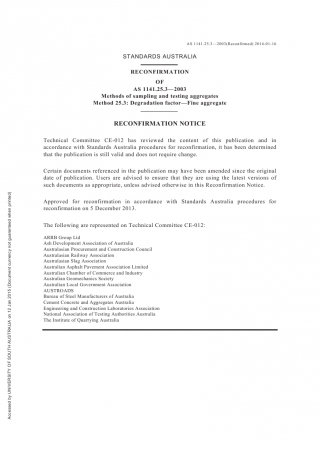 AS 1141.25.3—2003(Reconfirmed) 2014-01-16
STANDARDS AUSTRALIA
RECONFIRMATION
OF
AS 1141.25.3—2003
Methods of sampling and testing aggregates
Method 25.3: Degradation factor—Fine aggregate
RECONFIRMATION NOTICE
Technical Committee CE-012 has reviewed the content of this publication and in
accordance with Standards Australia procedures for reconfirmation, it has been determined
that the publication is still valid and does not require change.
Certain documents referenced in the publication may have been amended since the original
date of publication. Users are advised to ensure that they are using the latest versions of
such documents as appropriate, unless advised otherwise in this Reconfirmation Notice.
Approved for reconfirmation in accordance with Standards Australia procedures for
reconfirmation on 5 December 2013.
The following are represented on Technical Committee CE-012:
ARRB Group Ltd
Ash Development Association of Australia
Australasian Procurement and Construction Council
Australasian Railway Association
Australasian Slag Association
Australian Asphalt Pavement Association Limited
Australian Chamber of Commerce and Industry
Australian Geomechanics Society
Australian Local Government Association
AUSTROADS
Bureau of Steel Manufacturers of Australia
Cement Concrete and Aggregates Australia
Engineering and Construction Laboratories Association
National Association of Testing Authorities Australia
The Institute of Quarrying Australia
Accessed by UNIVERSITY OF SOUTH AUSTRALIA on 12 Jan 2015 (Document currency not guaranteed when printed)